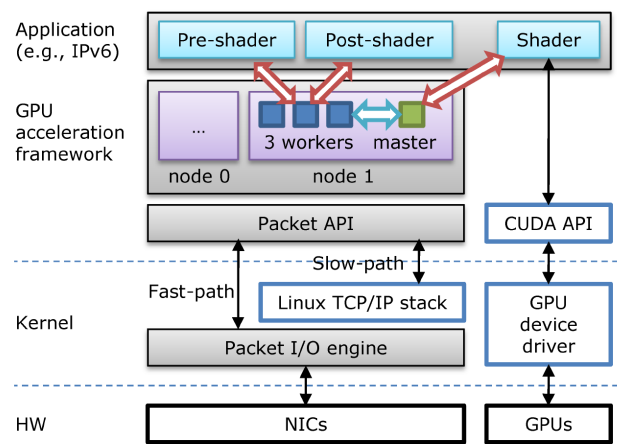 Application
(e.g., IPv6)
Pre-shader
Post-shader
Shader
GPU
acceleration
framework
...
3 workers
master
node 0
node 1
Packet API
CUDA API
Slow-path
Fast-path
Linux TCP/IP stack
Kernel
GPU
device
driver
Packet I/O engine
HW
NICs
GPUs